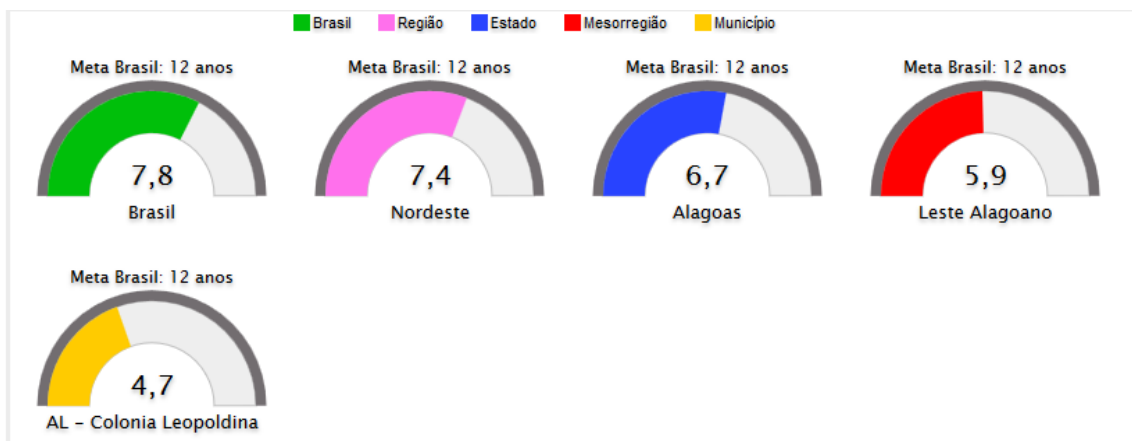 Brasil Região Estado Mesorregião Município
Meta Brasil: 12 anos Meta Brasil: 12 anos Meta Brasil: 12 anos Meta Brasil: 12 anos
7,8 7,4 6,7 5,9
Brasil Nordeste Alagoas Leste Alagoano
Meta Brasil: 12 anos
4,7
AL - Colonia Leopoldina